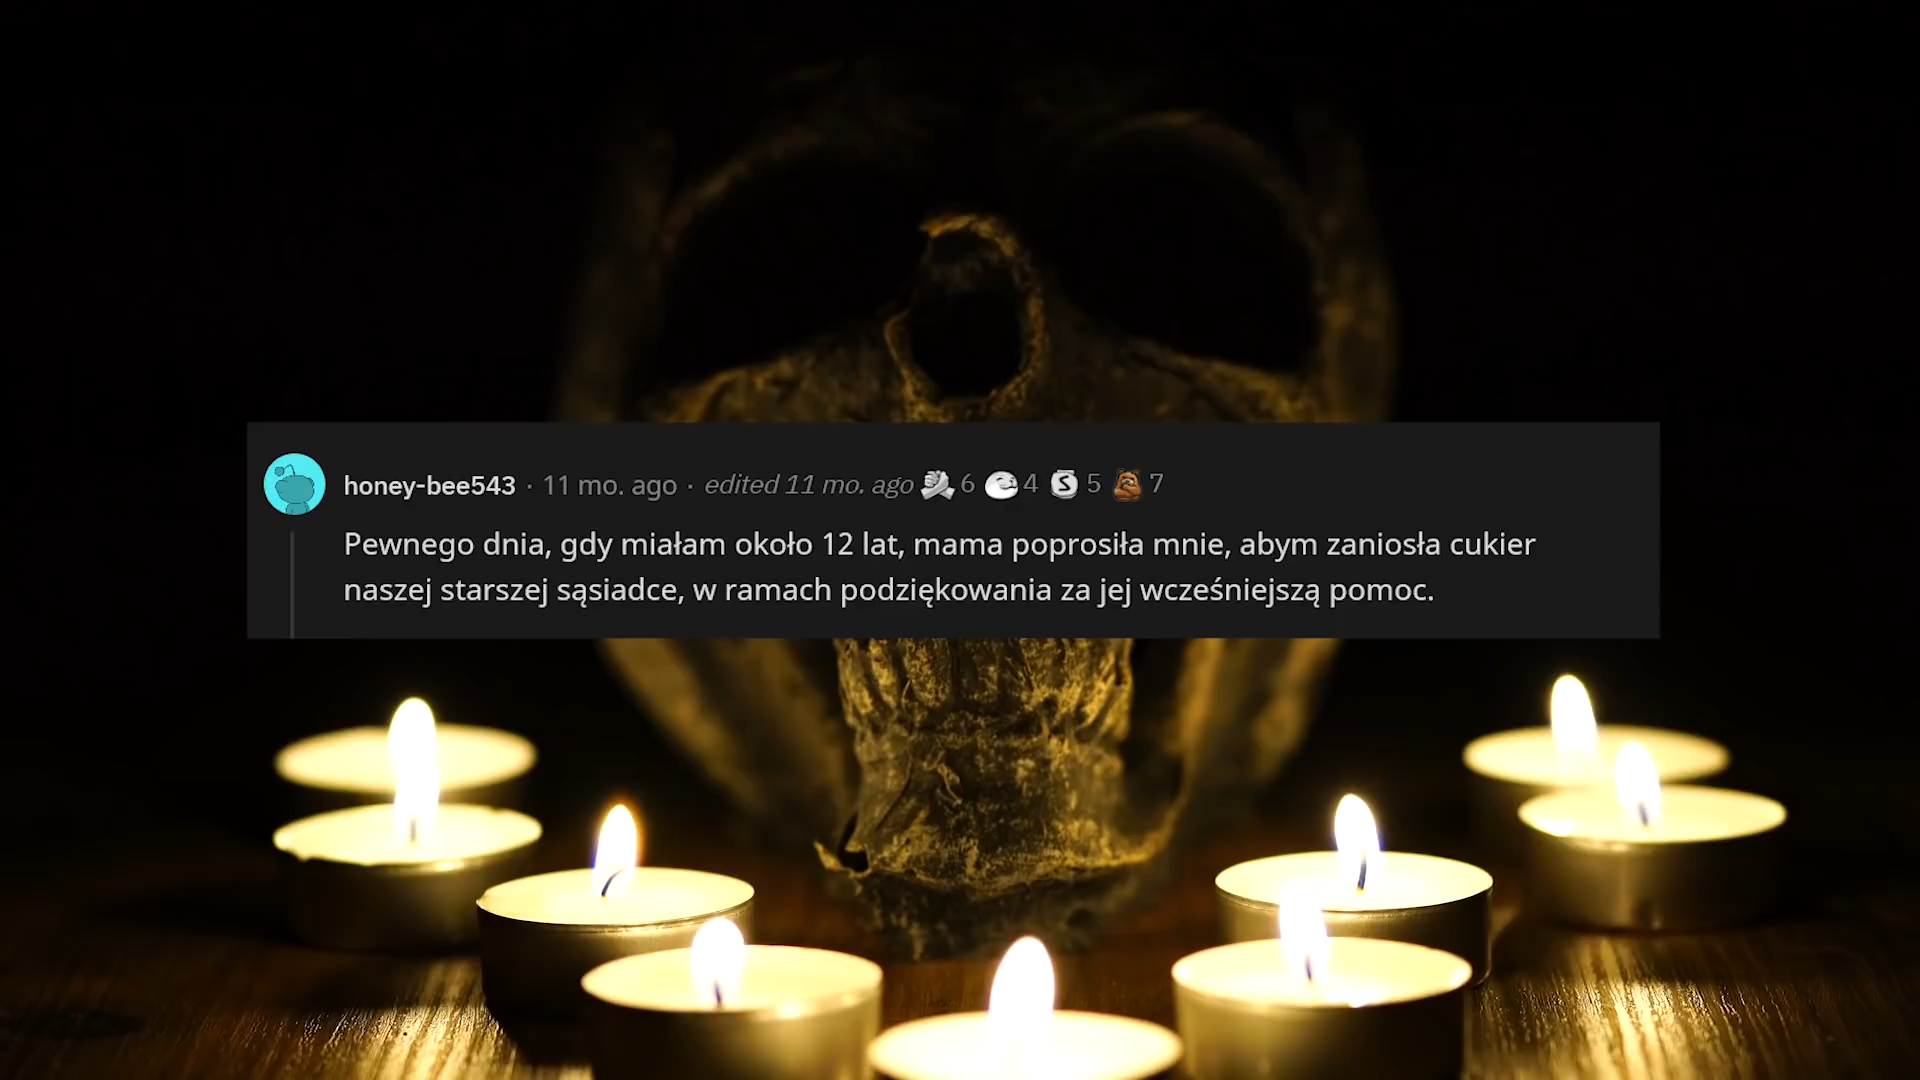 honey-bee543 · 11 mo. ago · edited 11 mo. ago 6 4 5 7
Pewnego dnia, gdy miałam około 12 lat, mama poprosiła mnie, abym zaniosła cukier
naszej starszej sąsiadce, w ramach podziękowania za jej wcześniejszą pomoc.